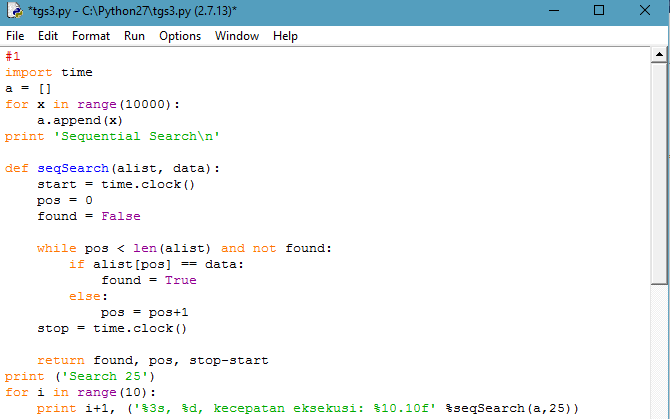 *tgs3.py - C:\Python27\tgs3.py (2.7.13)*
File Edit Format Run Options Window Help
#1
import time
a = []
for x in range(10000):
    a.append(x)
print 'Sequential Search\n'

def seqSearch(alist, data):
    start = time.clock()
    pos = 0
    found = False

    while pos < len(alist) and not found:
        if alist[pos] == data:
            found = True
        else:
            pos = pos+1
    stop = time.clock()

    return found, pos, stop-start
print ('Search 25')
for i in range(10):
    print i+1, ('%3s, %d, kecepatan eksekusi: %10.10f' %seqSearch(a,25))